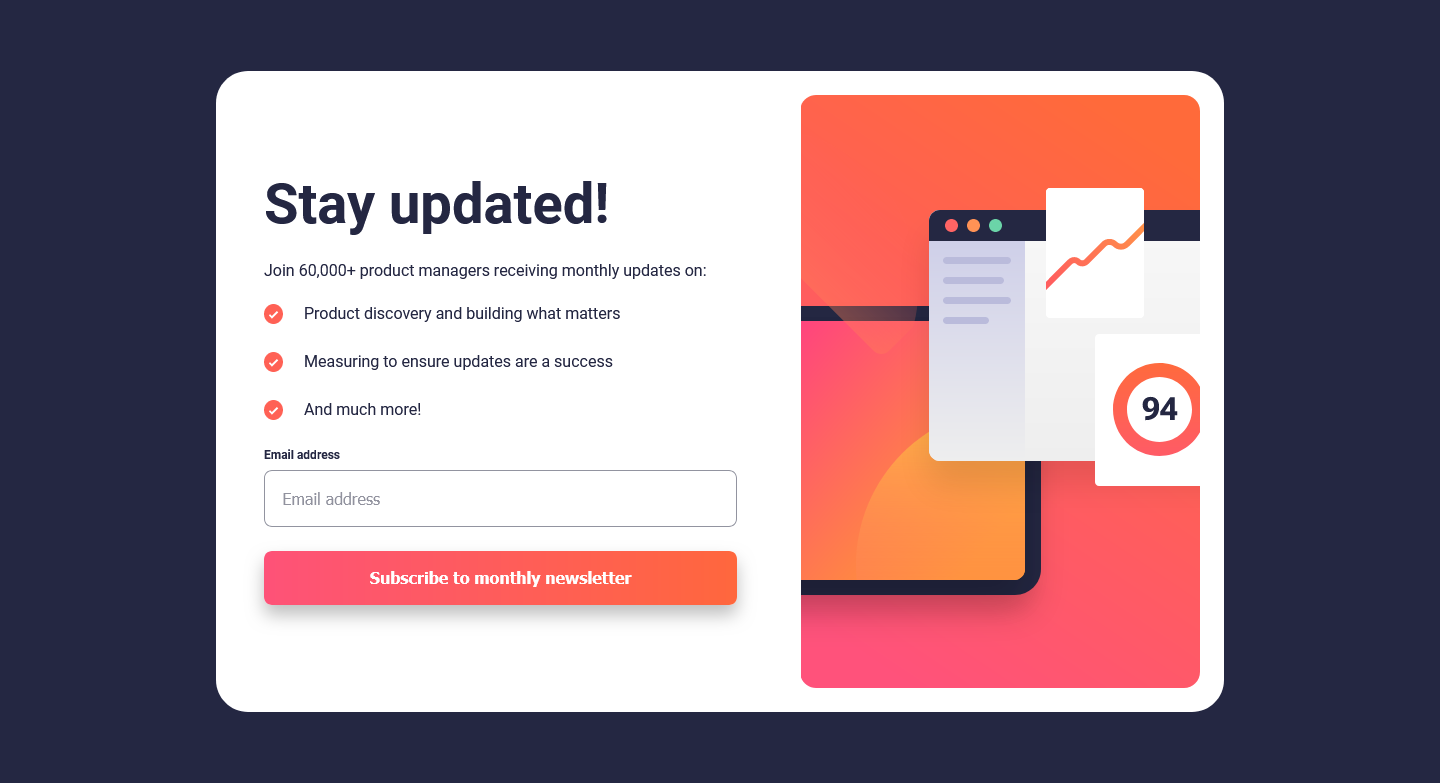 Stay updated!
Join 60,000+ product managers receiving monthly updates on:
Product discovery and building what matters
Measuring to ensure updates are a success
And much more!
Email address
Email address
Subscribe to monthly newsletter
94